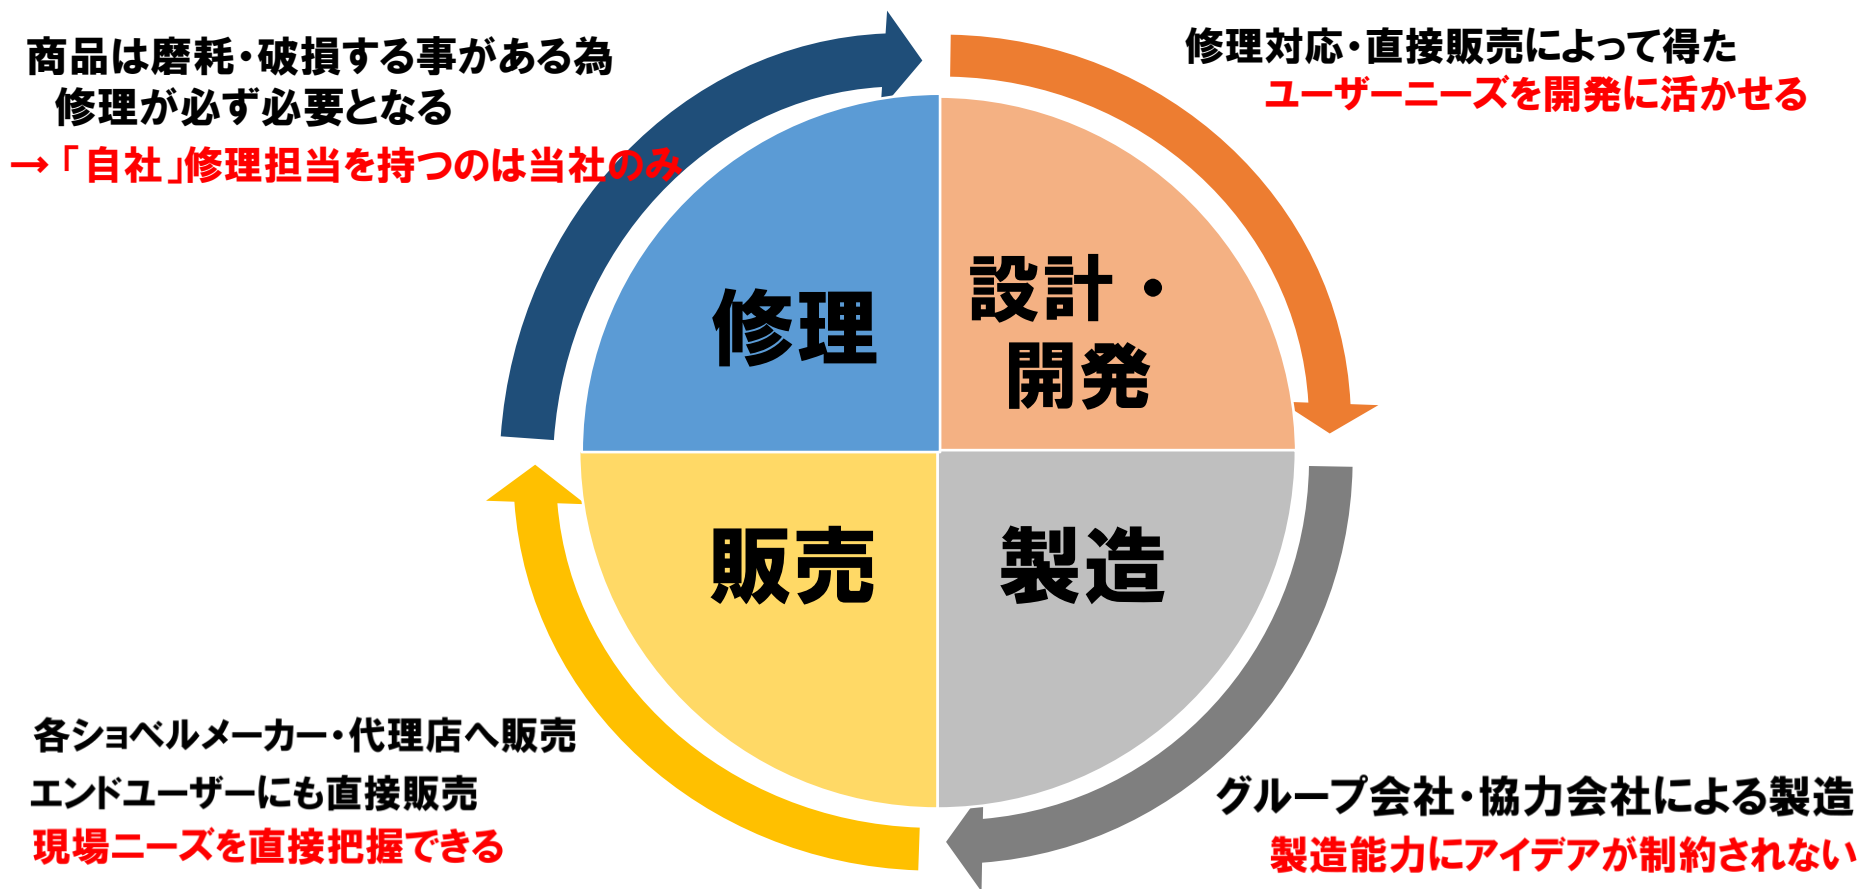 商品は磨耗・破損する事がある為
修理が必ず必要となる
→「自社」修理担当を持つのは当社のみ
修理対応・直接販売によって得た
ユーザーニーズを開発に活かせる
修理
設計・
開発
販売
製造
各ショベルメーカー・代理店へ販売
エンドユーザーにも直接販売
現場ニーズを直接把握できる
グループ会社・協力会社による製造
製造能力にアイデアが制約されない